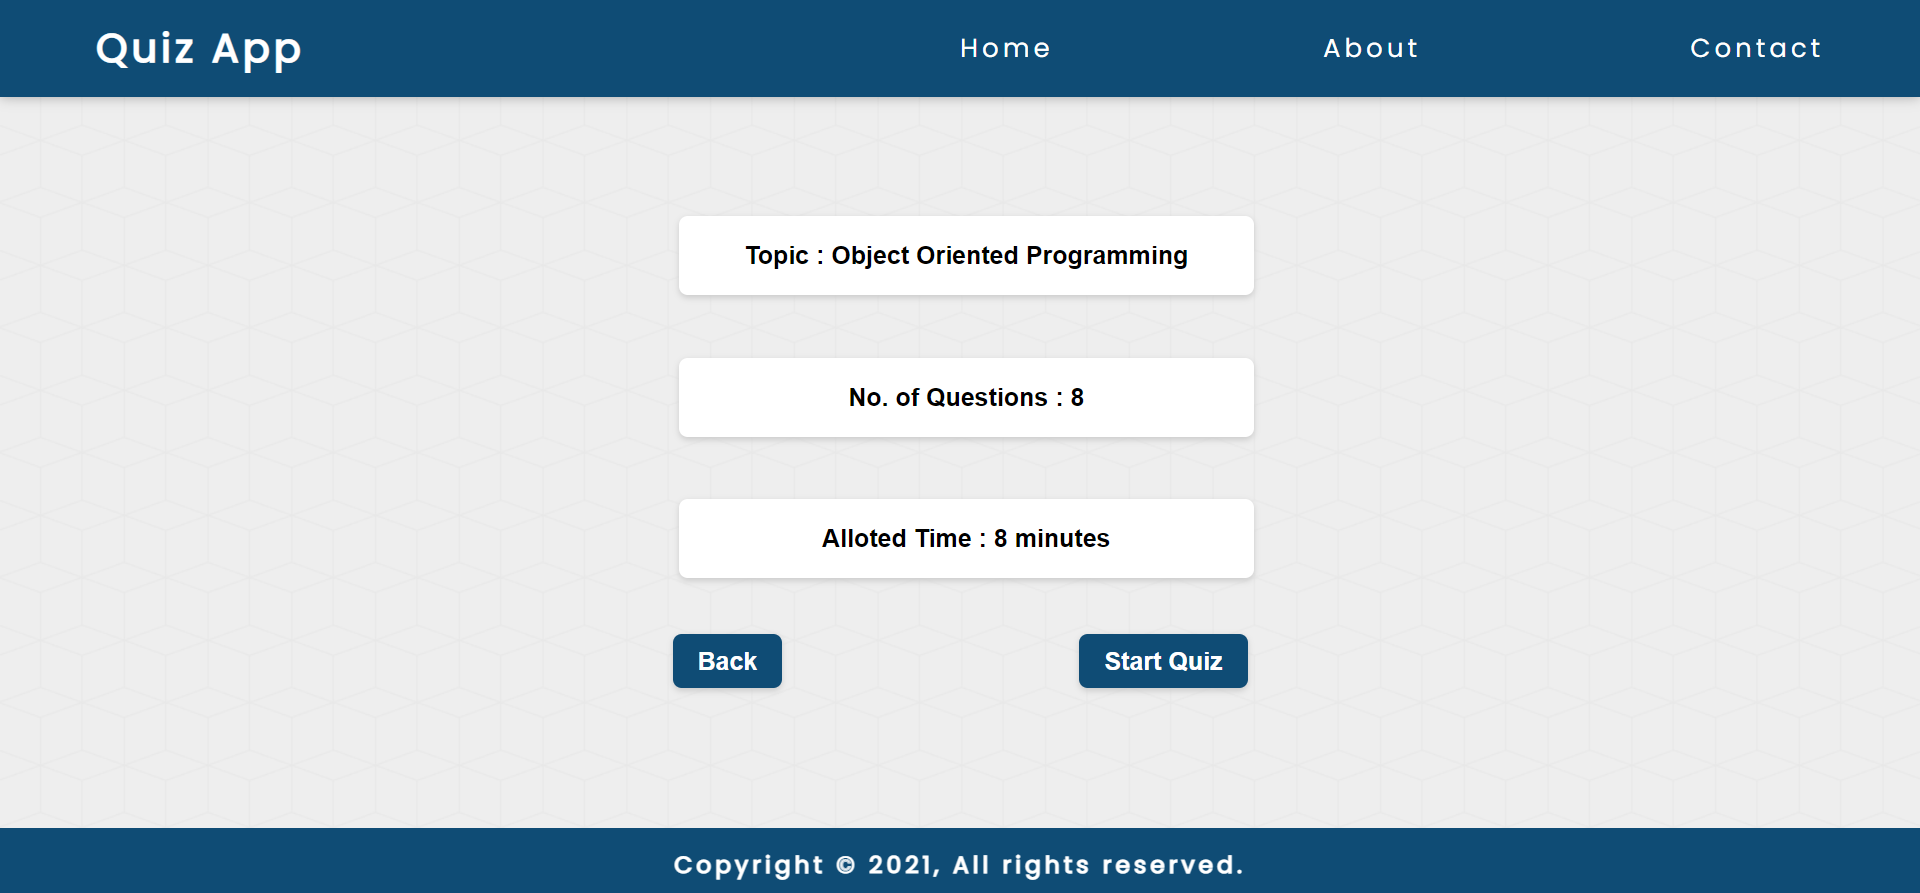 Quiz App
Home
About
Contact
Topic : Object Oriented Programming
No. of Questions : 8
Alloted Time : 8 minutes
Back
Start Quiz
Copyright © 2021, All rights reserved.